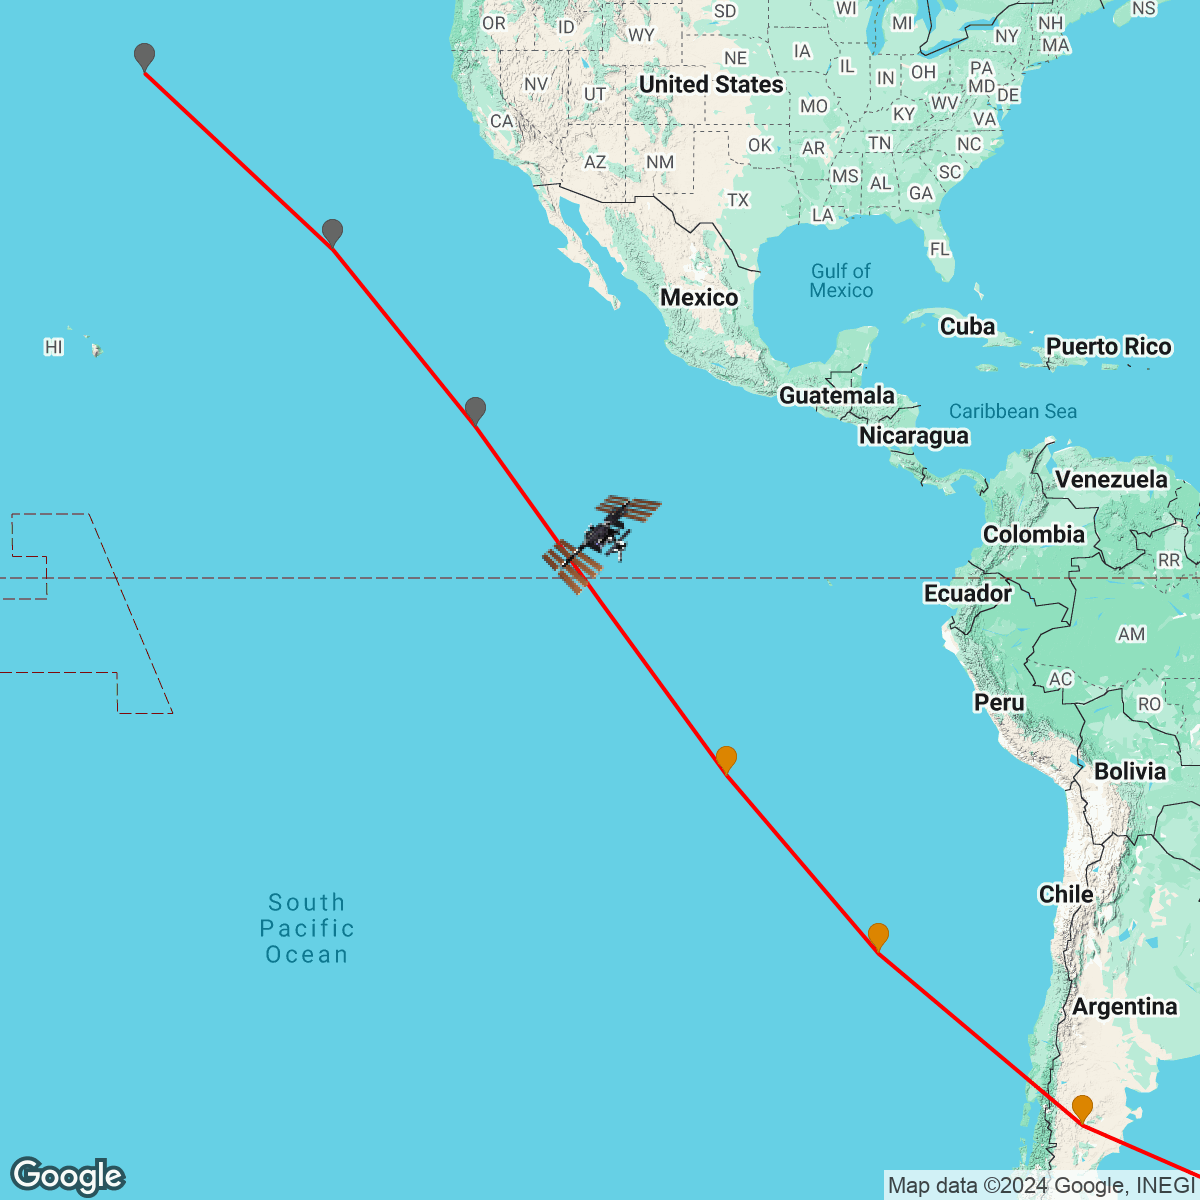 OR
ID
WY
SD
WI
MI
NH
NS
NY
MA
NE
IA
IL
IN
OH
PA
MD
DE
NV
UT
United States
MO
KY
WV
VA
CA
OK
AR
TN
NC
AZ
NM
MS
AL
SC
GA
TX
LA
FL
Gulf of
Mexico
Mexico
Cuba
HI
Puerto Rico
Guatemala
Caribbean Sea
Nicaragua
Venezuela
Colombia
RR
Ecuador
AM
AC
Peru
RO
Bolivia
South
Pacific
Ocean
Chile
Argentina
Google
Map data ©2024 Google, INEGI